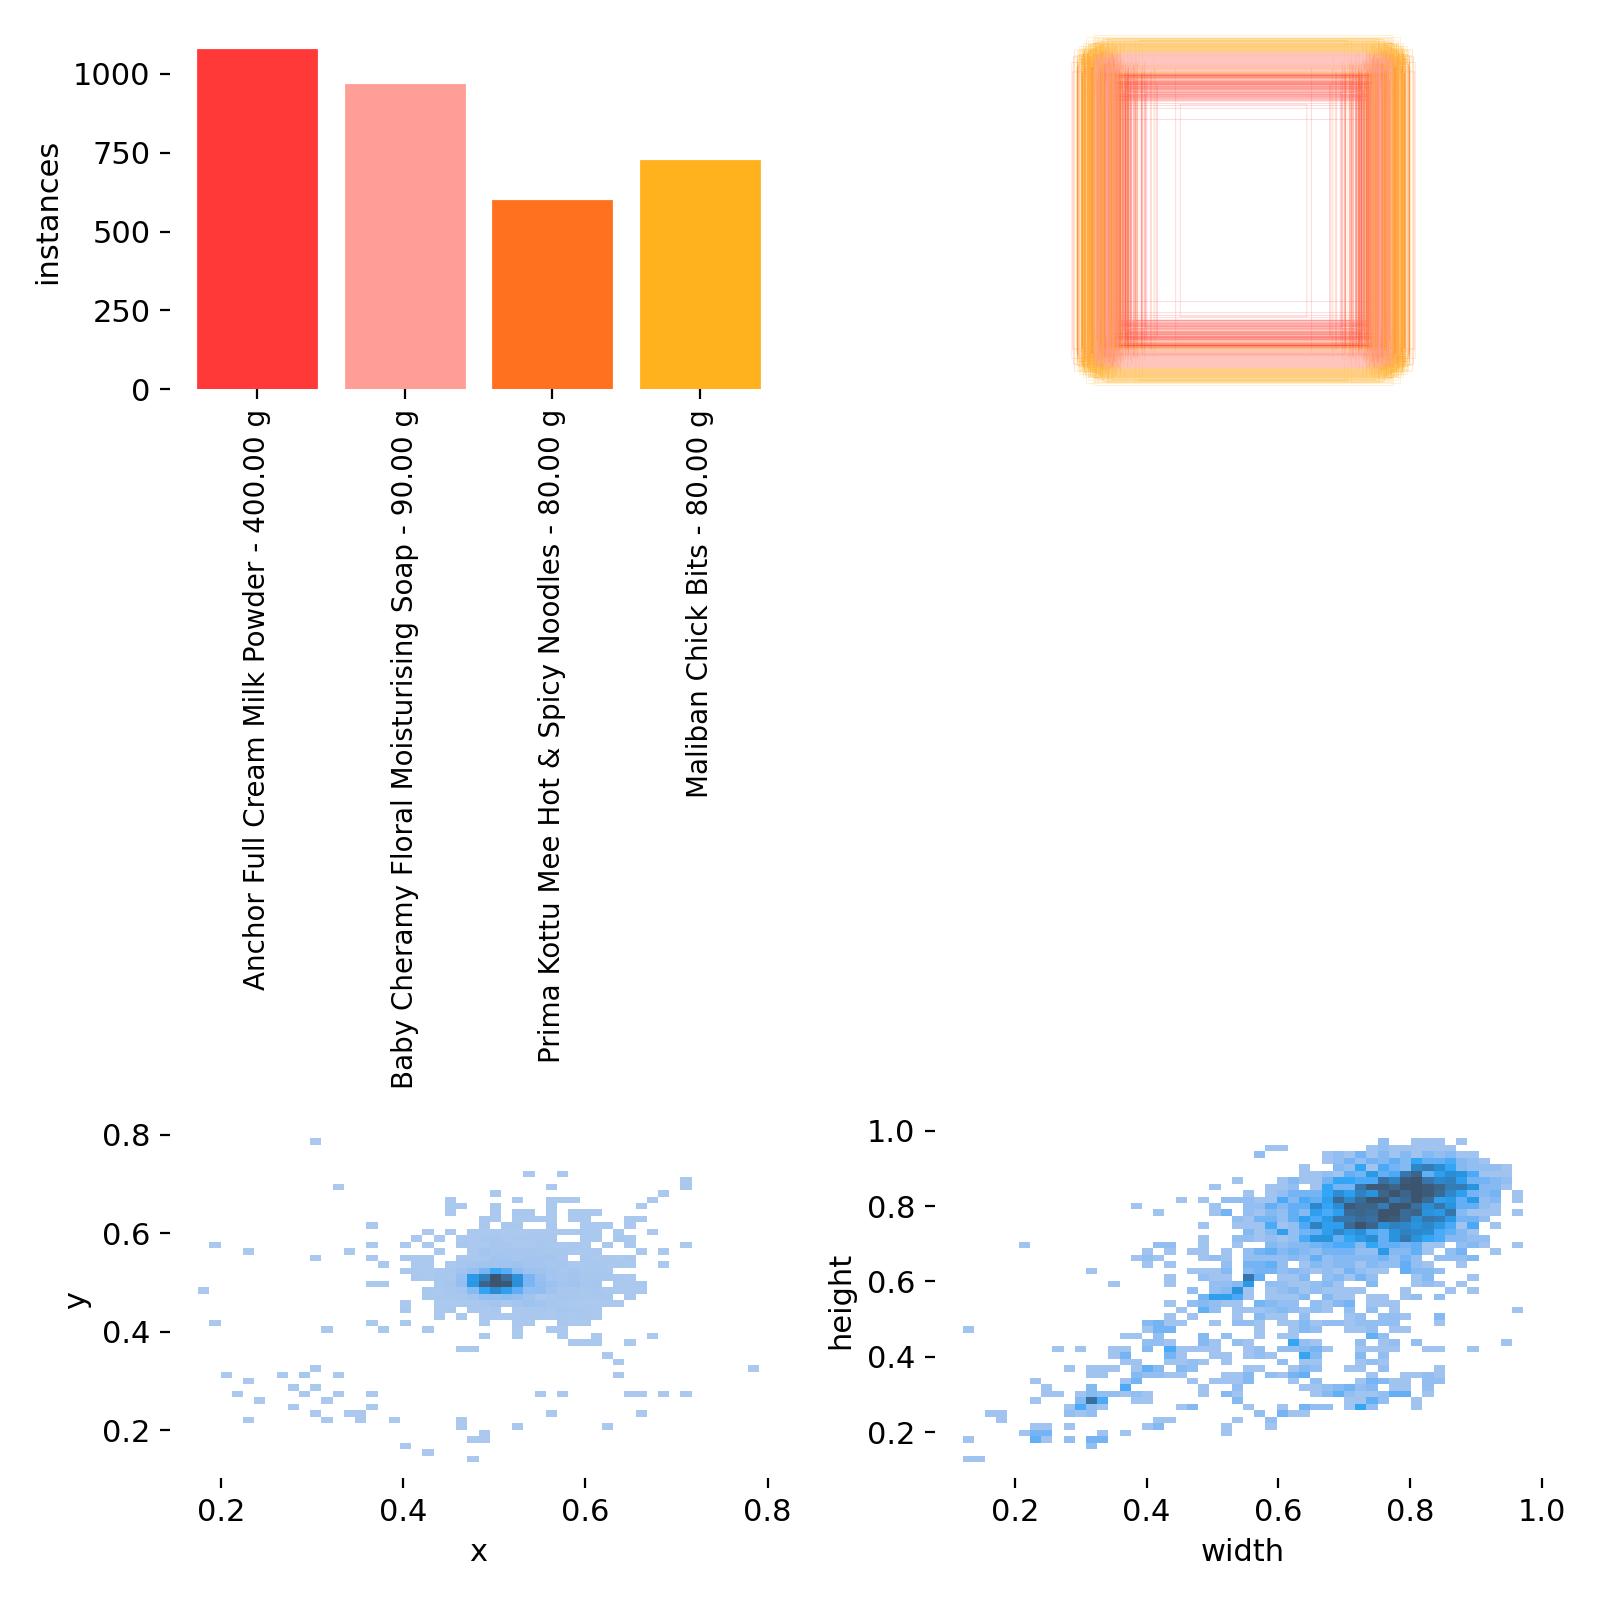 instances
1000
750
500
250
0
Anchor Full Cream Milk Powder - 400.00 g
Baby Cheramy Floral Moisturising Soap - 90.00 g
Prima Kottu Mee Hot & Spicy Noodles - 80.00 g
Maliban Chick Bits - 80.00 g
y
0.8
0.6
0.4
0.2
0.2 0.4 0.6 0.8
x
height
1.0
0.8
0.6
0.4
0.2
0.2 0.4 0.6 0.8 1.0
width